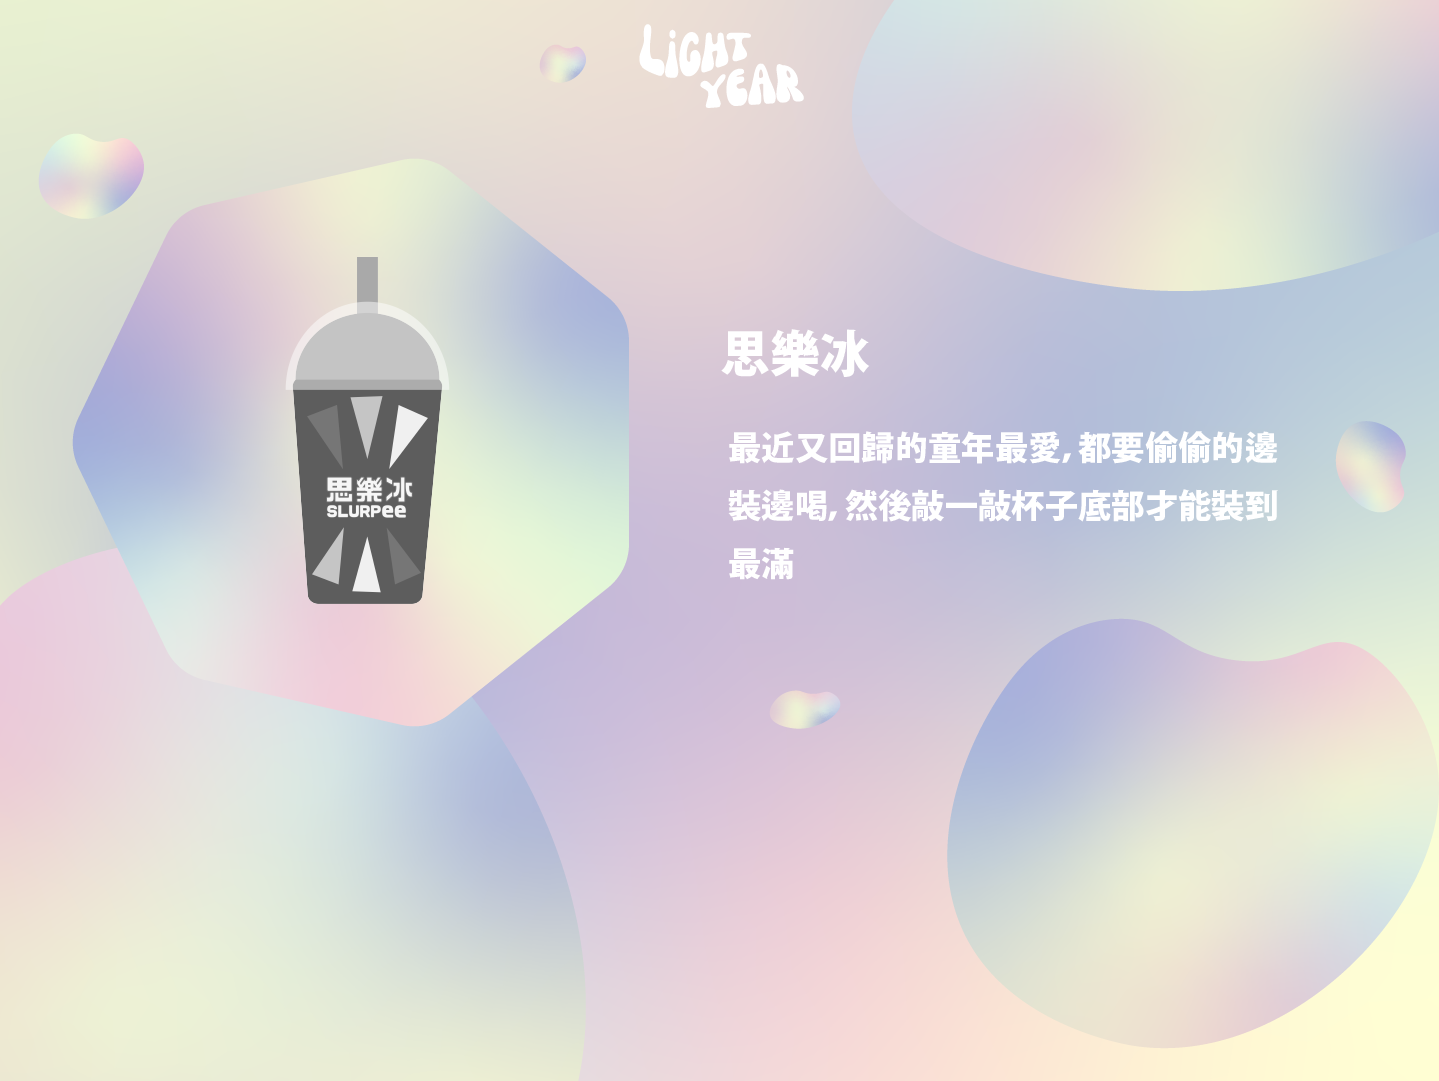 LiGHT
YEAR
思樂冰
SLURPee
思樂冰
最近又回歸的童年最愛, 都要偷偷的邊
裝邊喝, 然後敲一敲杯子底部才能裝到
最滿